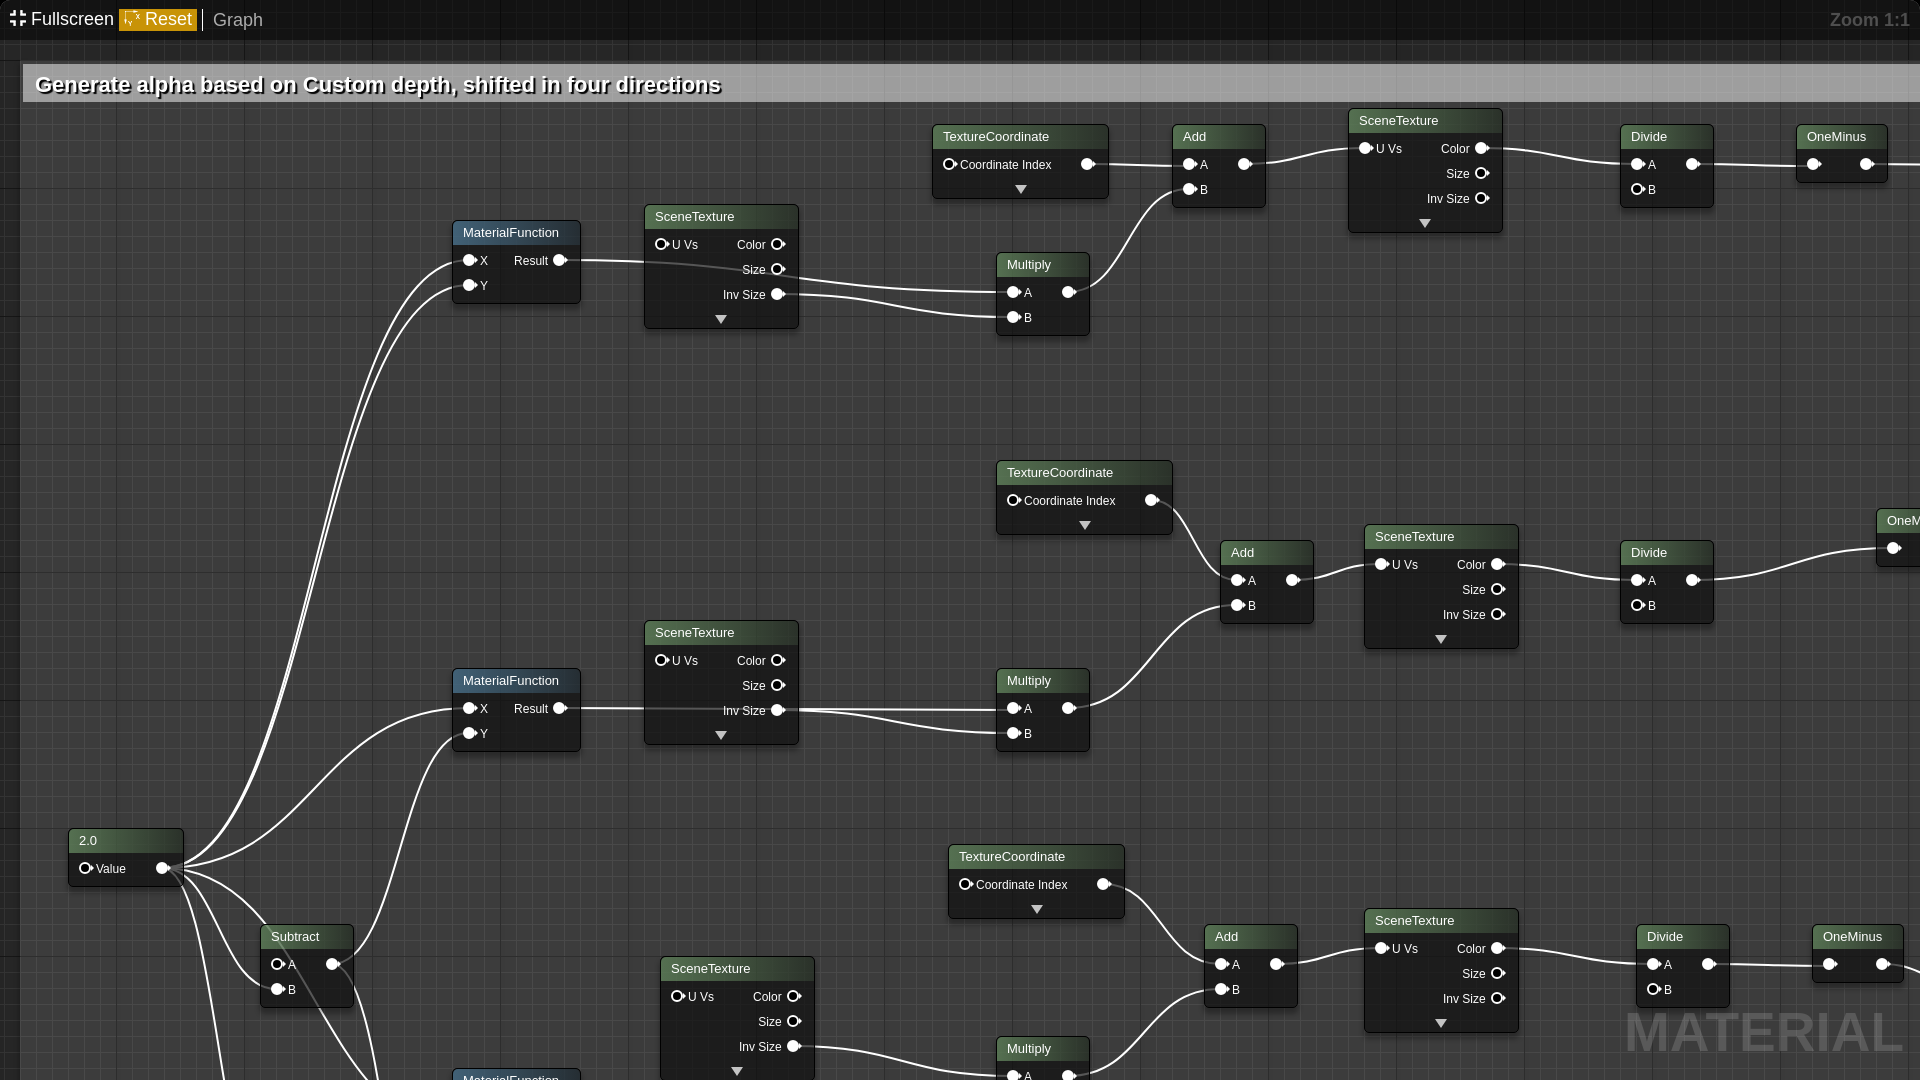 Fullscreen Reset Graph Zoom 1:1
Generate alpha based on Custom depth, shifted in four directions
TextureCoordinate
Coordinate Index
Add
A
B
SceneTexture
U Vs Color
Size
Inv Size
Divide
A
B
OneMinus
MaterialFunction
X Result
Y
SceneTexture
U Vs Color
Size
Inv Size
Multiply
A
B
TextureCoordinate
Coordinate Index
Add
A
B
SceneTexture
U Vs Color
Size
Inv Size
Divide
A
B
OneM
MaterialFunction
X Result
Y
SceneTexture
U Vs Color
Size
Inv Size
Multiply
A
B
2.0
Value
Subtract
A
B
TextureCoordinate
Coordinate Index
Add
A
B
SceneTexture
U Vs Color
Size
Inv Size
Divide
A
B
OneMinus
SceneTexture
U Vs Color
Size
Inv Size
Multiply
A
MaterialFunction
MATERIAL